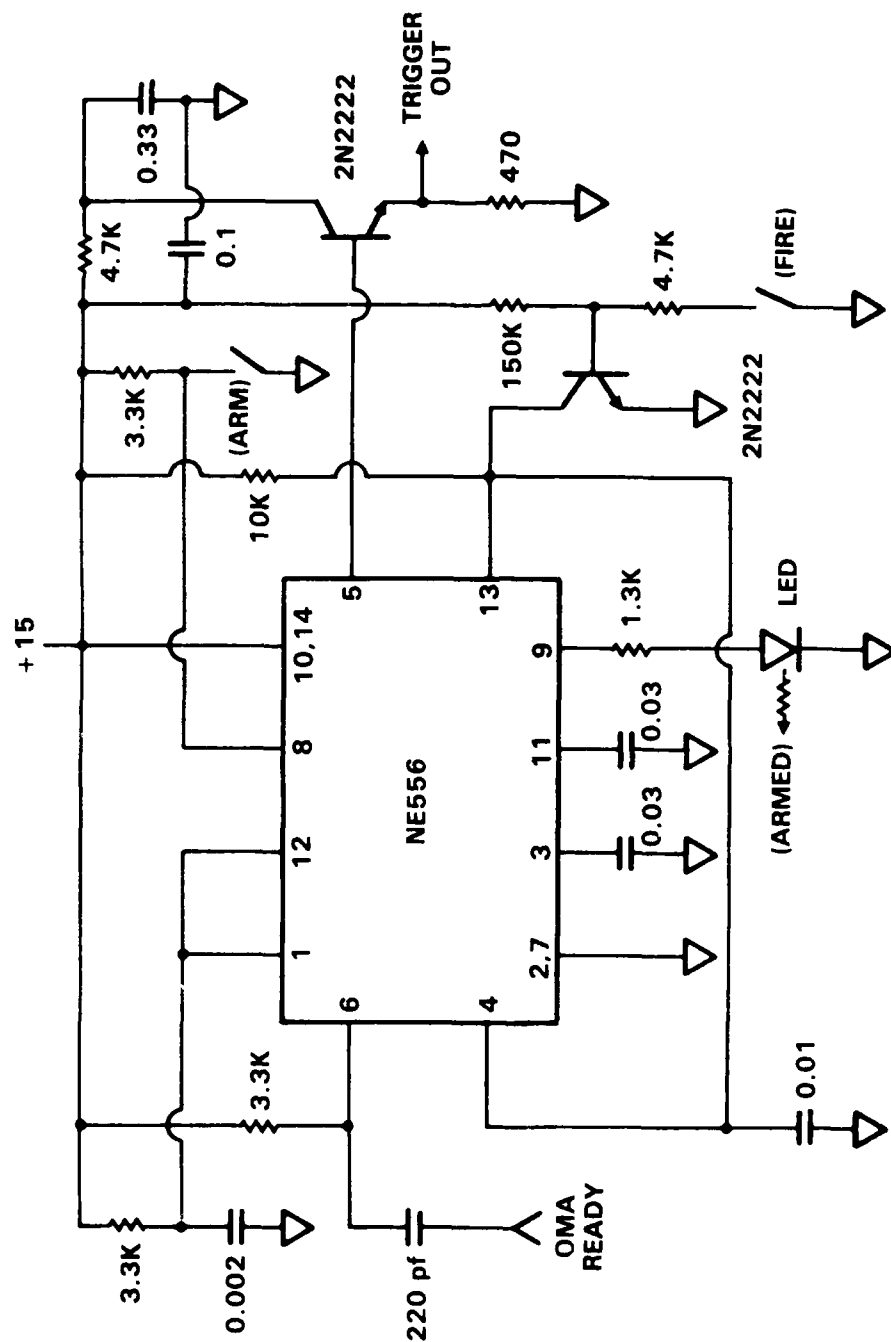 + 15
3.3K
4.7K
0.33
0.1
3.3K
(ARM)
10K
2N2222
TRIGGER
OUT
470
3.3K
0.002
1
12
8
10,14
6
5
NE556
4
13
2,7
3
11
9
150K
4.7K
(FIRE)
2N2222
220 pf
OMA
READY
0.03
0.03
1.3K
(ARMED)
LED
0.01